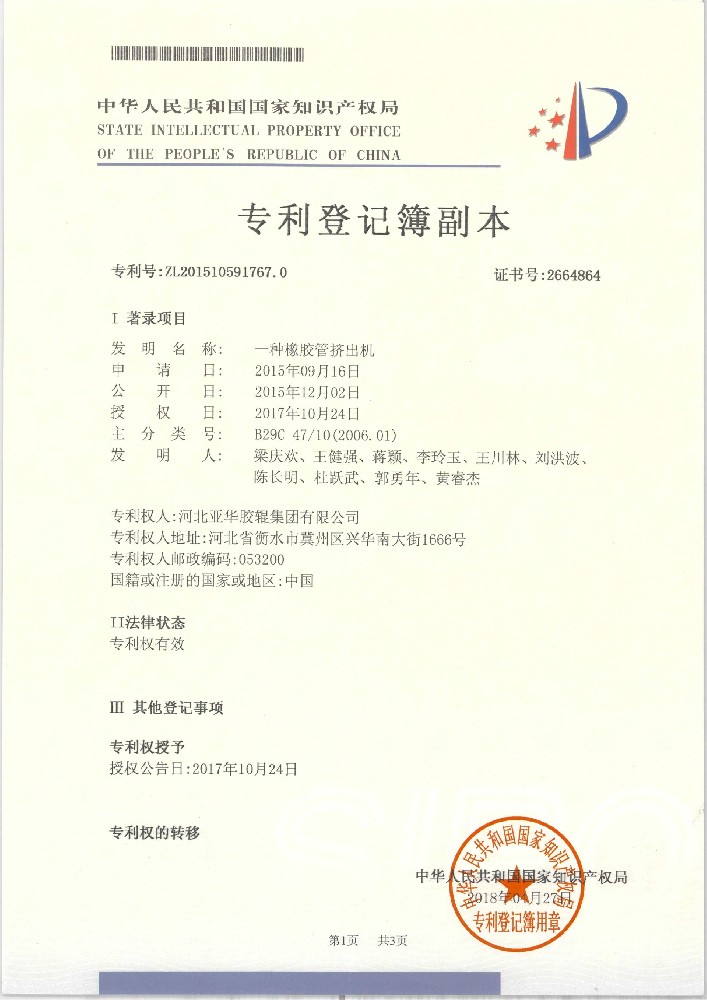 中华人民共和国国家知识产权局
STATE INTELLECTUAL PROPERTY OFFICE
OF THE PEOPLE'S REPUBLIC OF CHINA
专利登记簿副本
专利号:ZL201510591767.0
证书号:2664864
I 著录项目
发明名称: 一种橡胶管挤出机
申请日: 2015年09月16日
公开日: 2015年12月02日
授权日: 2017年10月24日
主分类号: B29C 47/10(2006.01)
发明人: 梁庆欢、王健强、蒋颖、李玲玉、王川林、刘洪波、
陈长明、杜跃武、郭勇年、黄睿杰
专利权人:河北亚华胶辊集团有限公司
专利权人地址:河北省衡水市冀州区兴华南大街1666号
专利权人邮政编码:053200
国籍或注册的国家或地区:中国
II法律状态
专利权有效
III 其他登记事项
专利权授予
授权公告日:2017年10月24日
专利权的转移
中华人民共和国国家知识产权局
2018年04月27日
中华人民共和国国家知识产权局
专利登记簿用章
第1页 共3页